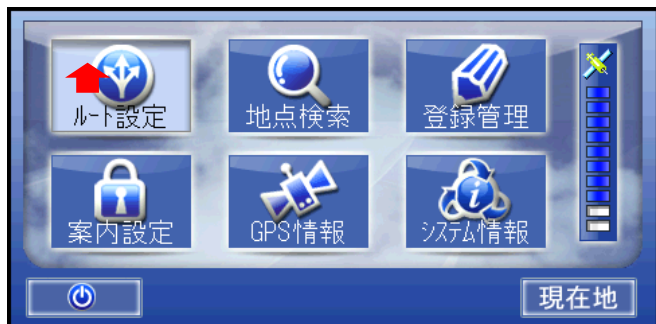 ルート設定
地点検索
登録管理
案内設定
GPS情報
システム情報
現在地